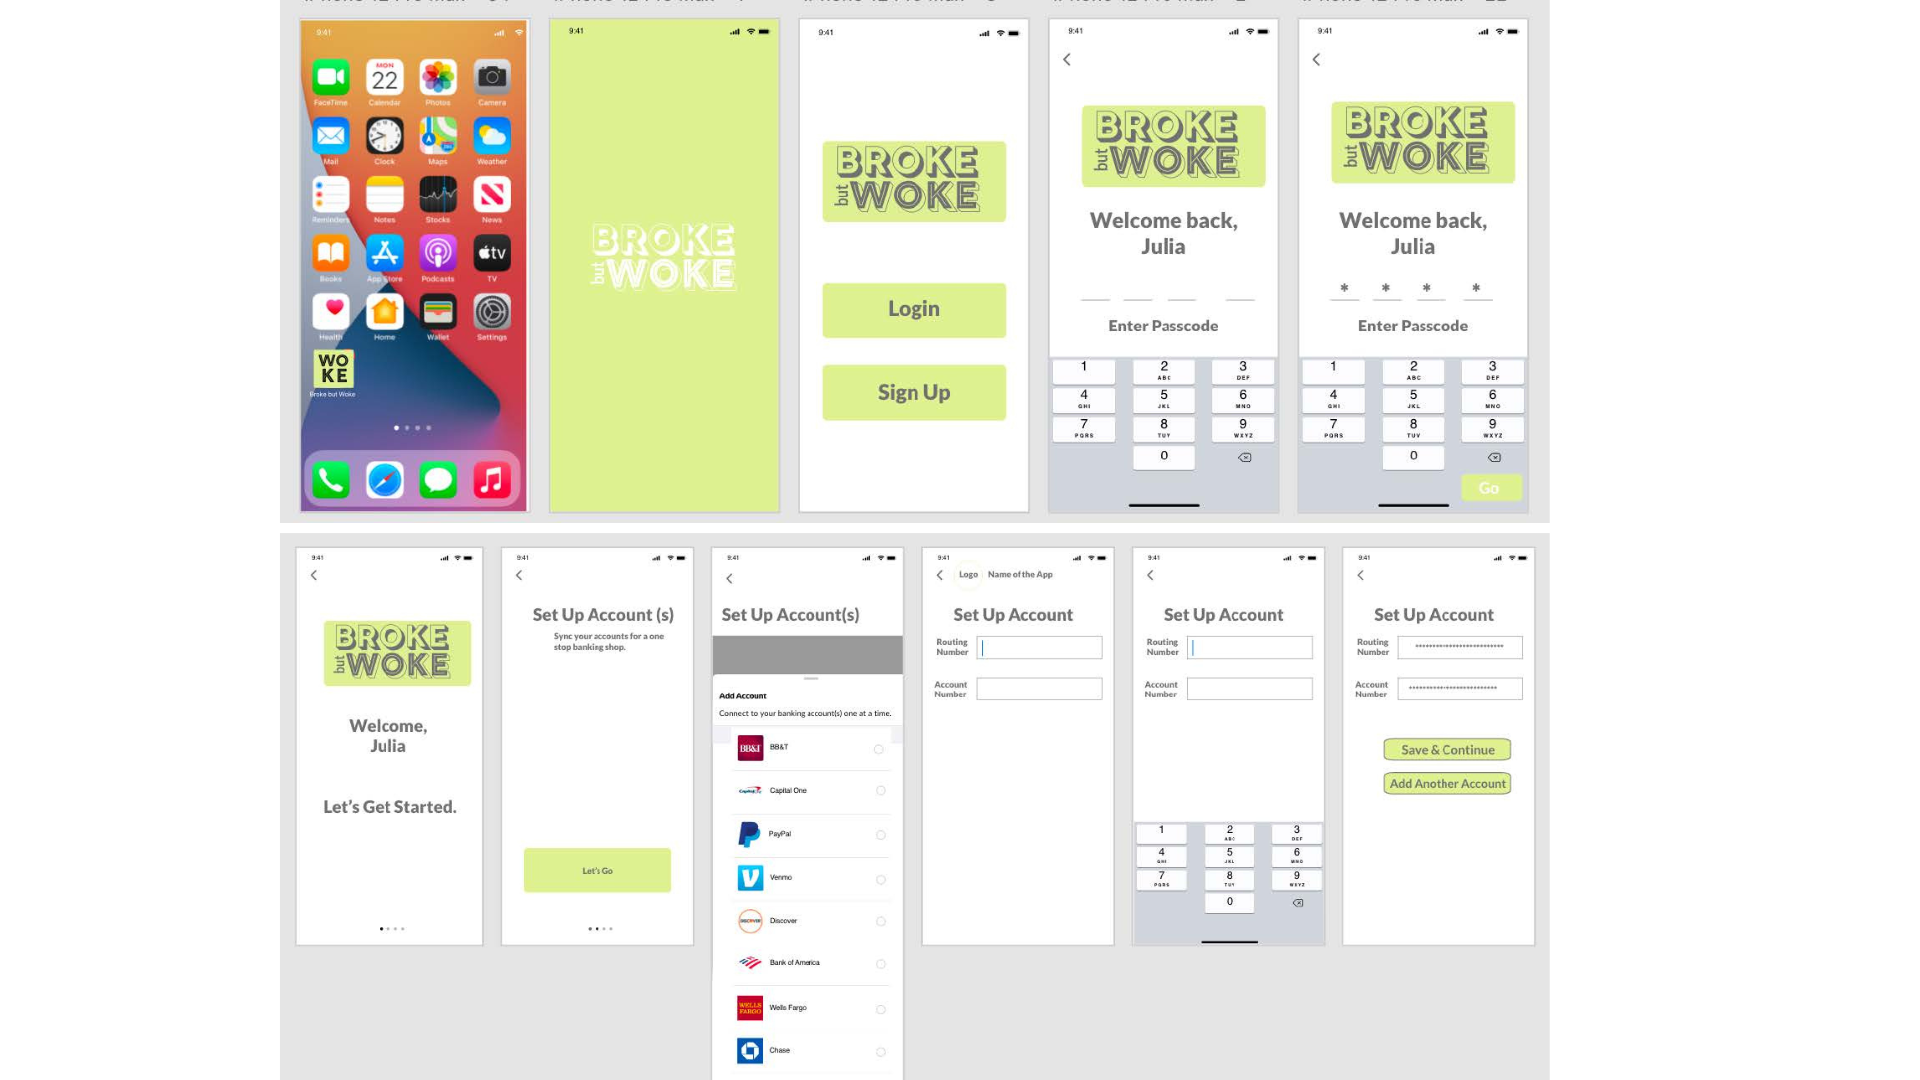 9:41
MON
22
FaceTime
Calendar
Photos
Camera
Mail
Clock
Maps
Weather
Reminders
Notes
Stocks
News
tv
Books
App Store
Podcasts
TV
Health
Home
Wallet
Settings
WO
KE
Broke but Woke
9:41
BROKE
but WOKE
9:41
BROKE
but WOKE
Login
Sign Up
9:41
BROKE
but WOKE
Welcome back,
Julia
Enter Passcode
1 2 3
ABC DEF
4 5 6
GHI JKL MNO
7 8 9
PQRS TUV WXYZ
0
9:41
BROKE
but WOKE
Welcome back,
Julia
* * * *
Enter Passcode
1 2 3
ABC DEF
4 5 6
GHI JKL MNO
7 8 9
PQRS TUV WXYZ
0
Go
9:41
BROKE
but WOKE
Welcome,
Julia
Let's Get Started.
9:41
Set Up Account (s)
Sync your accounts for a one
stop banking shop.
Let's Go
9:41
Set Up Account(s)
Add Account
Connect to your banking account(s) one at a time.
BB&T BB&T
Capital One
PayPal
Venmo
DISCOVER Discover
Bank of America
WELLS
FARGO
Wells Fargo
Chase
9:41
Logo Name of the App
Set Up Account
Routing
Number
Account
Number
9:41
Set Up Account
Routing
Number
Account
Number
1 2 3
ABC DEF
4 5 6
GHI JKL MNO
7 8 9
PQRS TUV WXYZ
0
9:41
Set Up Account
Routing
Number
Account
Number
Save & Continue
Add Another Account